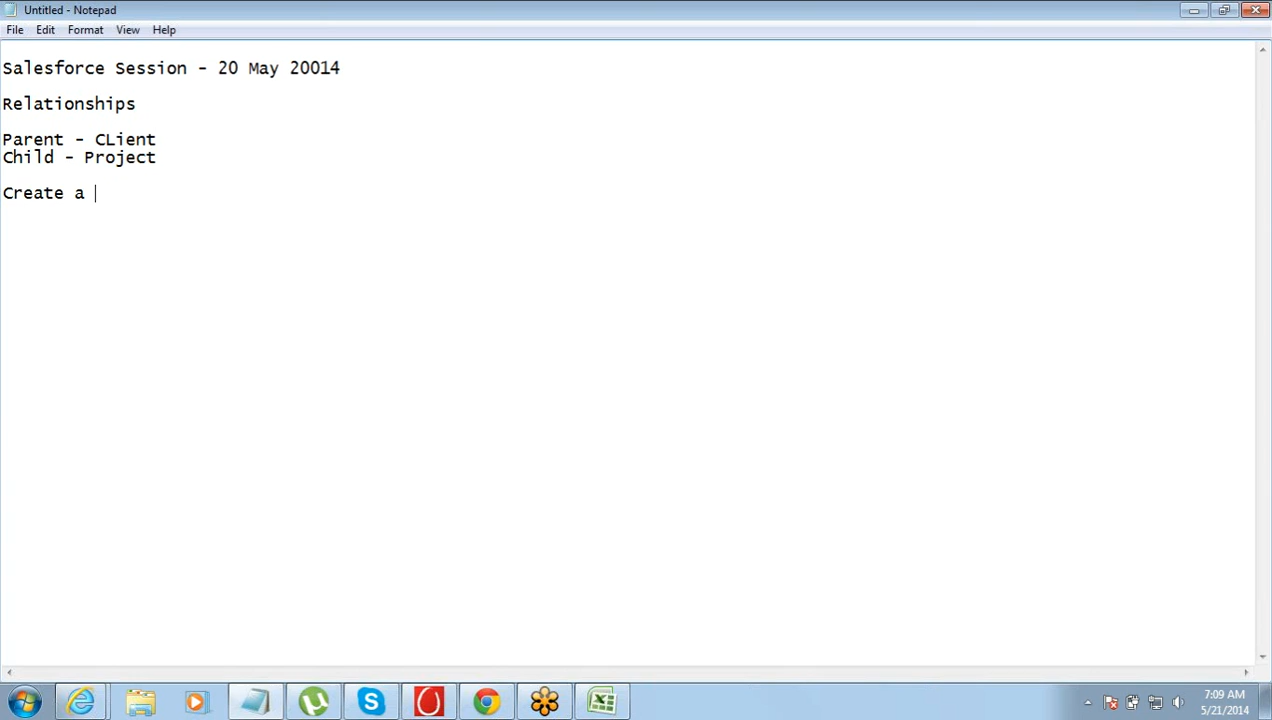 Untitled - Notepad
File Edit Format View Help
Salesforce Session - 20 May 20014
Relationships
Parent - CLient
Child - Project
Create a
7:09 AM
5/21/2014